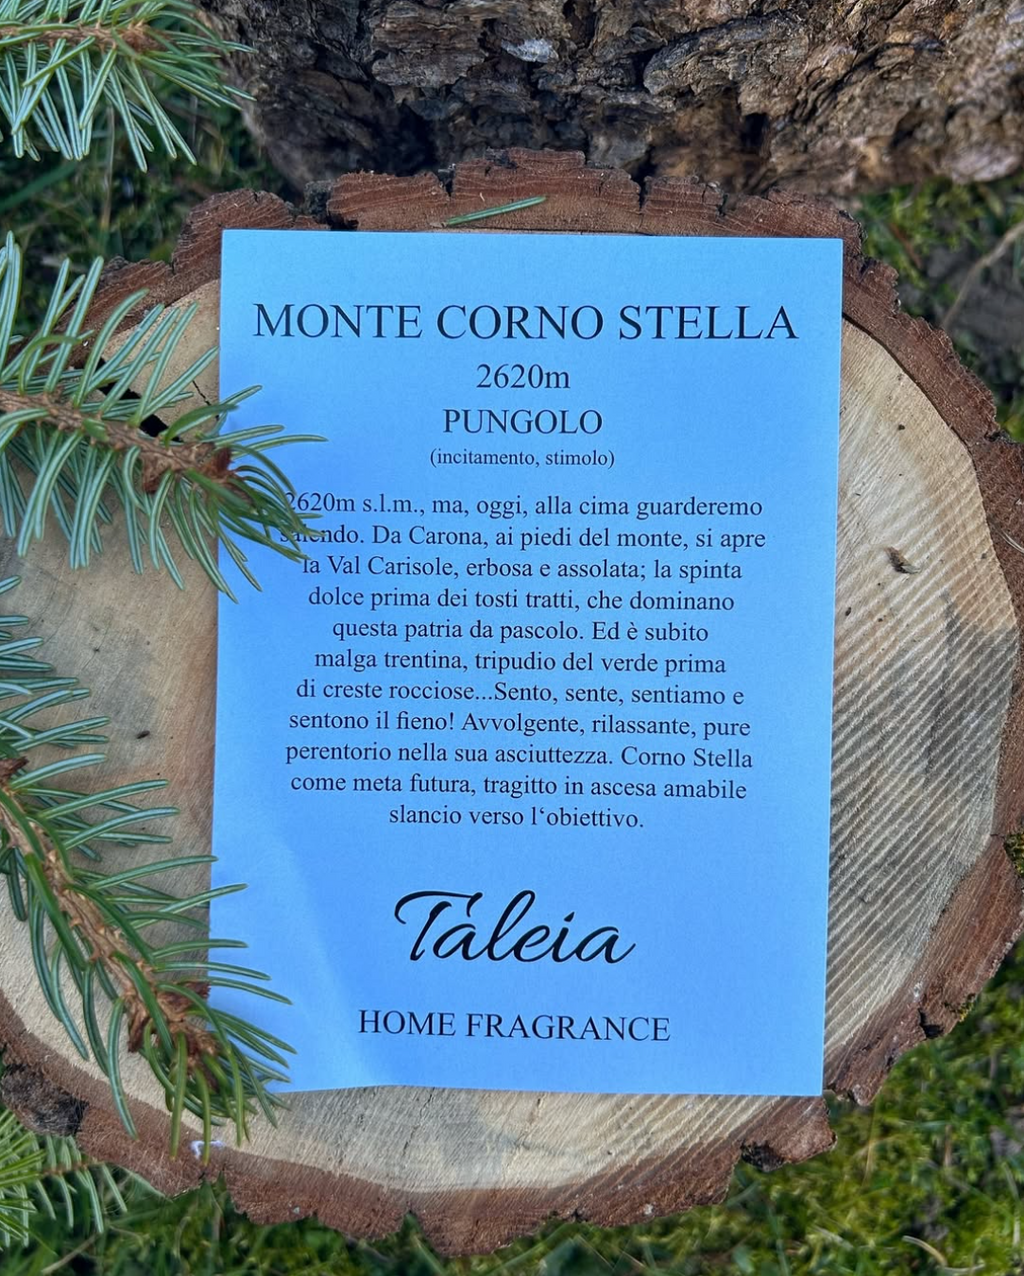 MONTE CORNO STELLA
2620m
PUNGOLO
(incitamento, stimolo)
2620m s.l.m., ma, oggi, alla cima guarderemo
salendo. Da Carona, ai piedi del monte, si apre
la Val Carisole, erbosa e assolata; la spinta
dolce prima dei tosti tratti, che dominano
questa patria da pascolo. Ed è subito
malga trentina, tripudio del verde prima
di creste rocciose...Sento, sente, sentiamo e
sentono il fieno! Avvolgente, rilassante, pure
perentorio nella sua asciuttezza. Corno Stella
come meta futura, tragitto in ascesa amabile
slancio verso l‘obiettivo.
Tàleia
HOME FRAGRANCE